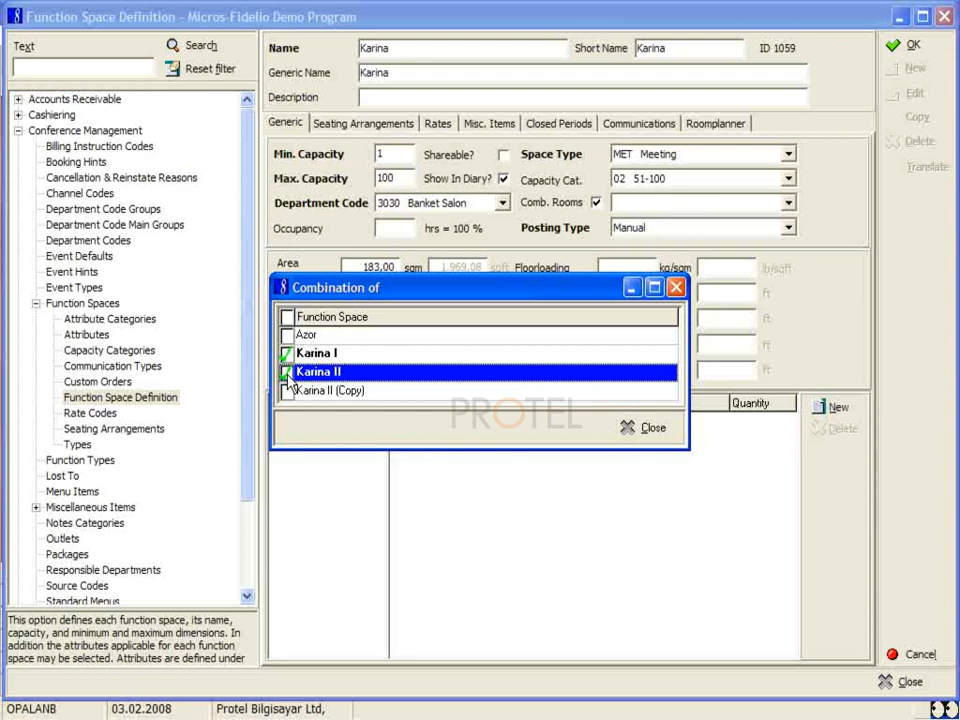 Function Space Definition - Micros-Fidelio Demo Program
Text
Search
Reset filter
Accounts Receivable
Cashiering
Conference Management
Billing Instruction Codes
Booking Hints
Cancellation & Reinstate Reasons
Channel Codes
Department Code Groups
Department Code Main Groups
Department Codes
Event Defaults
Event Hints
Event Types
Function Spaces
Attribute Categories
Attributes
Capacity Categories
Communication Types
Custom Orders
Function Space Definition
Rate Codes
Seating Arrangements
Types
Function Types
Lost To
Menu Items
Miscellaneous Items
Notes Categories
Outlets
Packages
Responsible Departments
Source Codes
Standard Menus
This option defines each function space, its name,
capacity, and minimum and maximum dimensions. In
addition the attributes applicable for each function
space may be selected. Attributes are defined under
Name Karina Short Name Karina ID 1059
Generic Name Karina
Description
Generic Seating Arrangements Rates Misc. Items Closed Periods Communications Roomplanner
Min. Capacity 1 Shareable? Space Type MET Meeting
Max. Capacity 100 Show In Diary? Capacity Cat. 02 51-100
Department Code 3030 Banket Salon Comb. Rooms
Occupancy hrs = 100 % Posting Type Manual
Area 183,00 sqm 1.969,08 sqft Floorloading kg/sqm lb/sqft
ft
ft
ft
ft
Combination of
Function Space
Azor
Karina I
Karina II
Karina II (Copy)
PROTEL
Close
Quantity
New
Delete
OK
New
Edit
Copy
Delete
Translate
Cancel
Close
OPALANB 03.02.2008 Protel Bilgisayar Ltd,